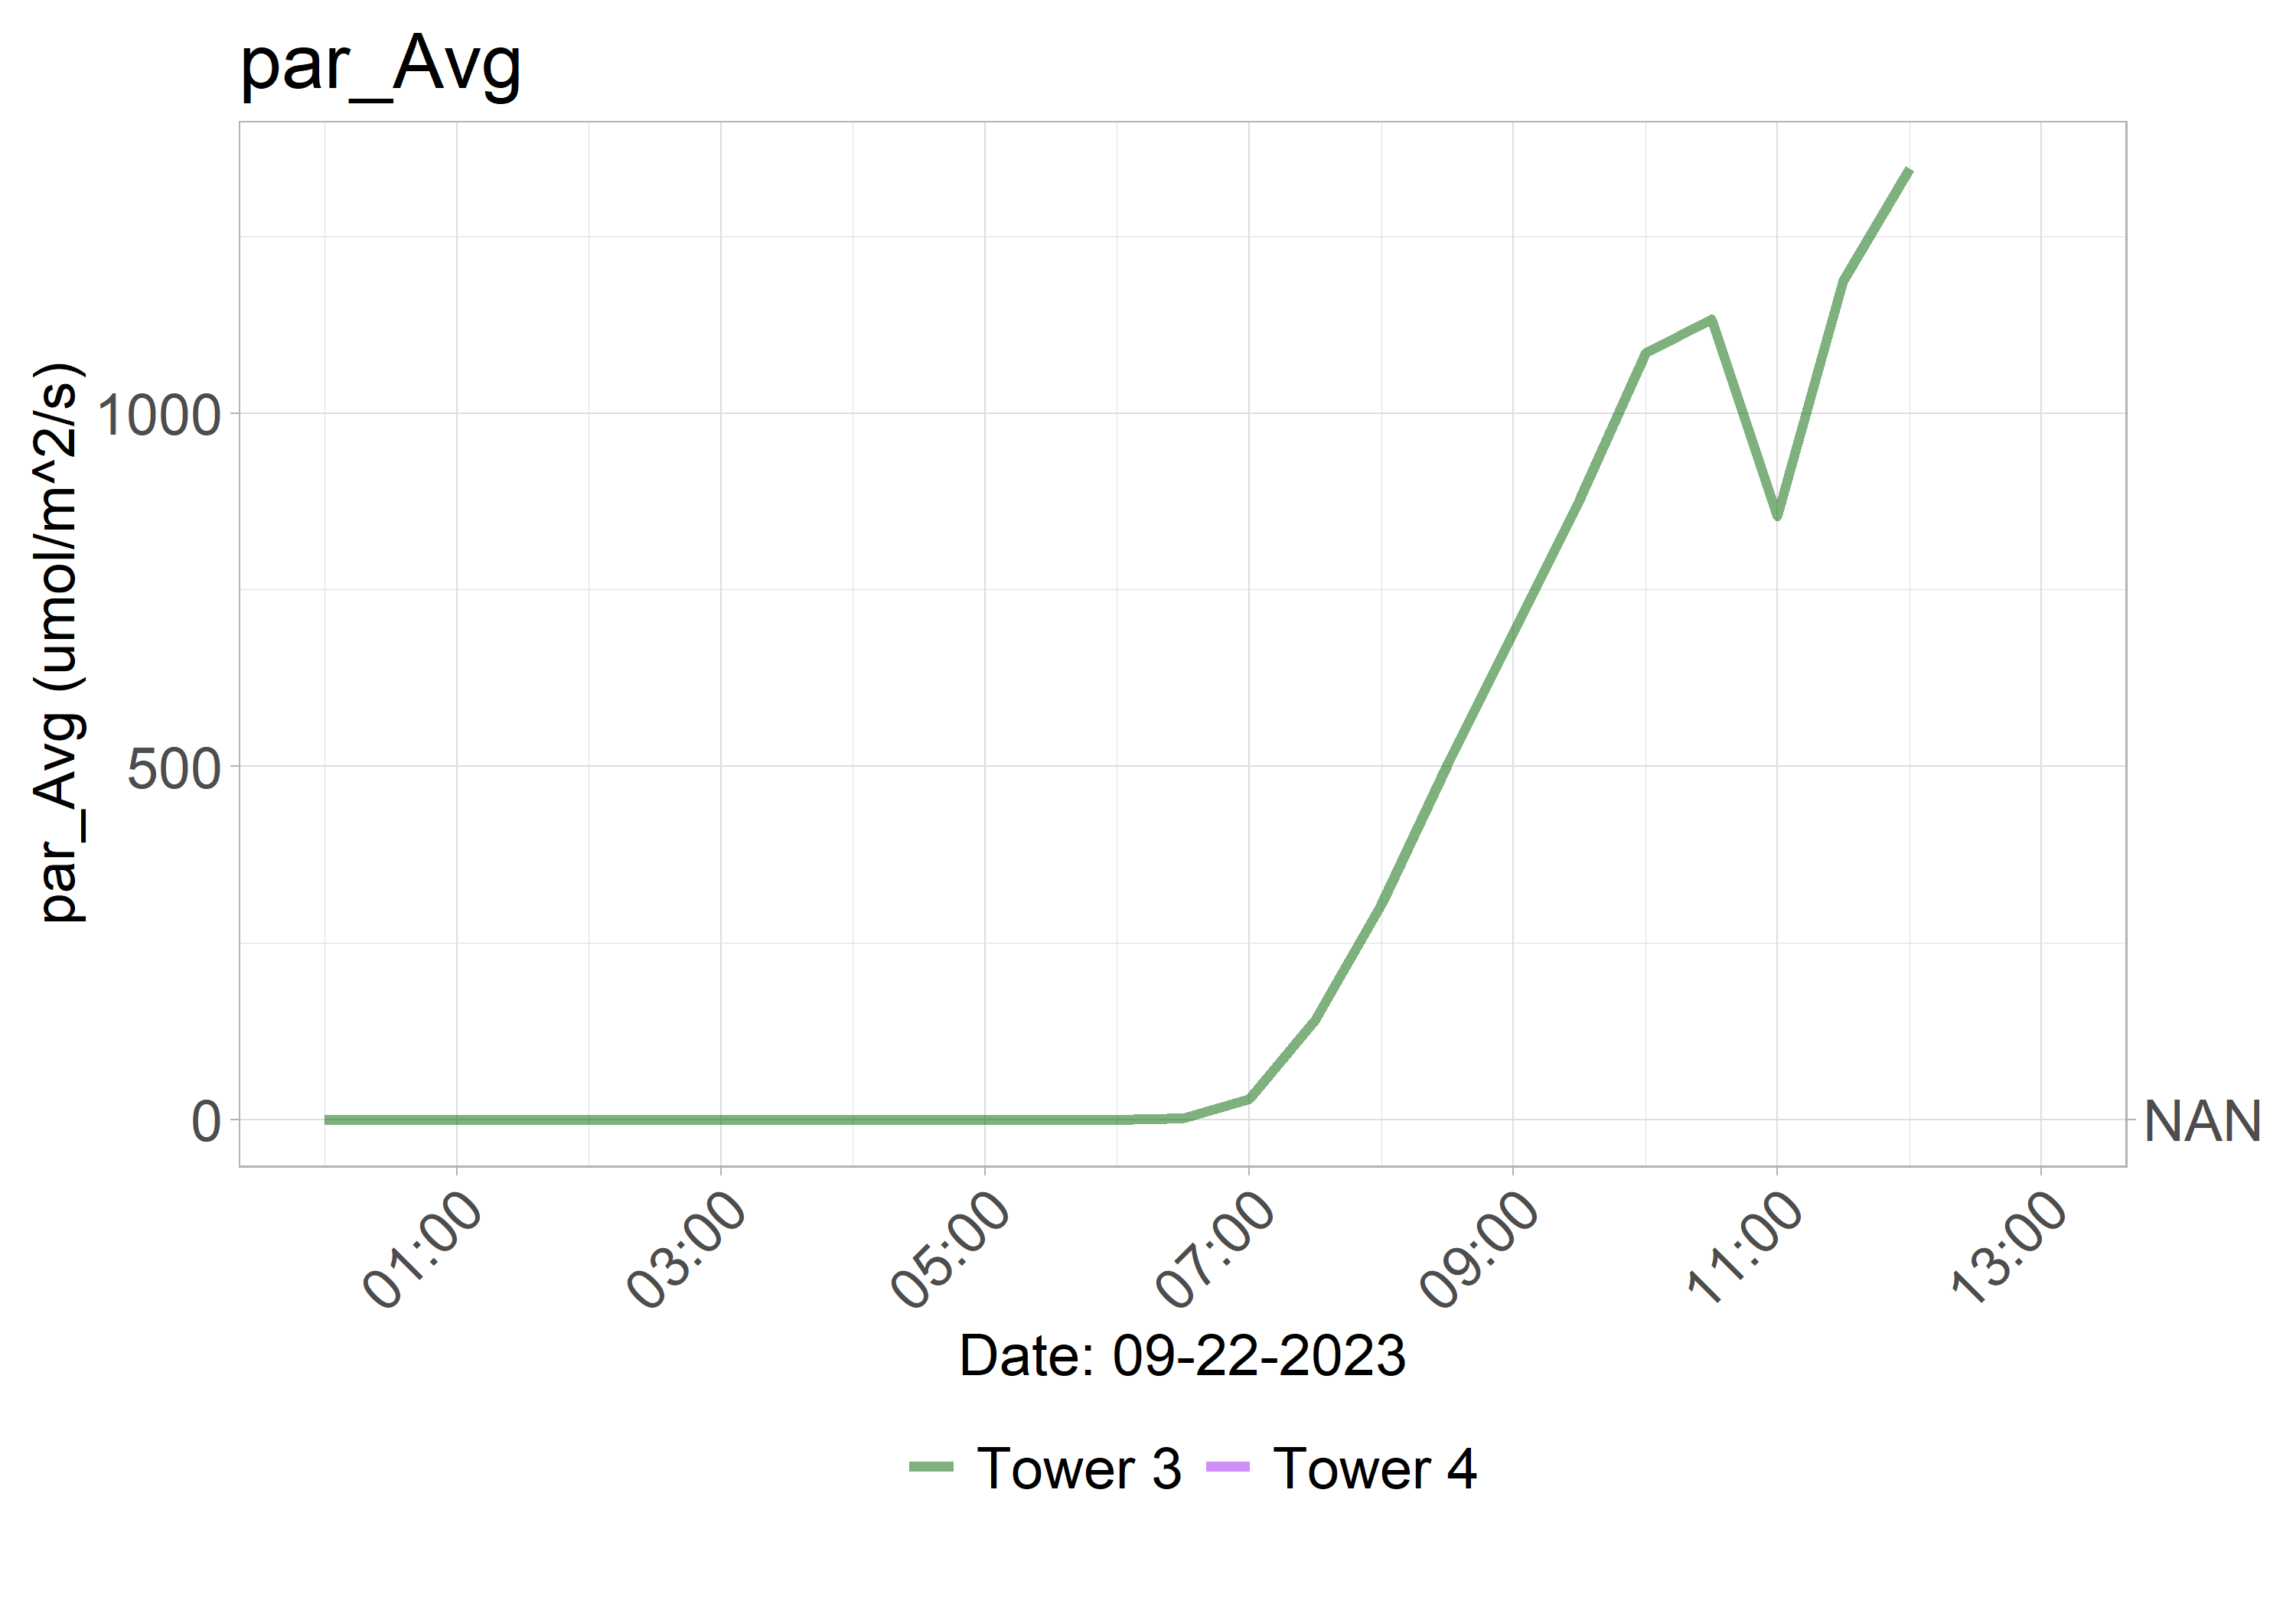 par_Avg
par_Avg (umol/m^2/s)
1000
500
0
NAN
01:00
03:00
05:00
07:00
09:00
11:00
13:00
Date: 09-22-2023
Tower 3
Tower 4